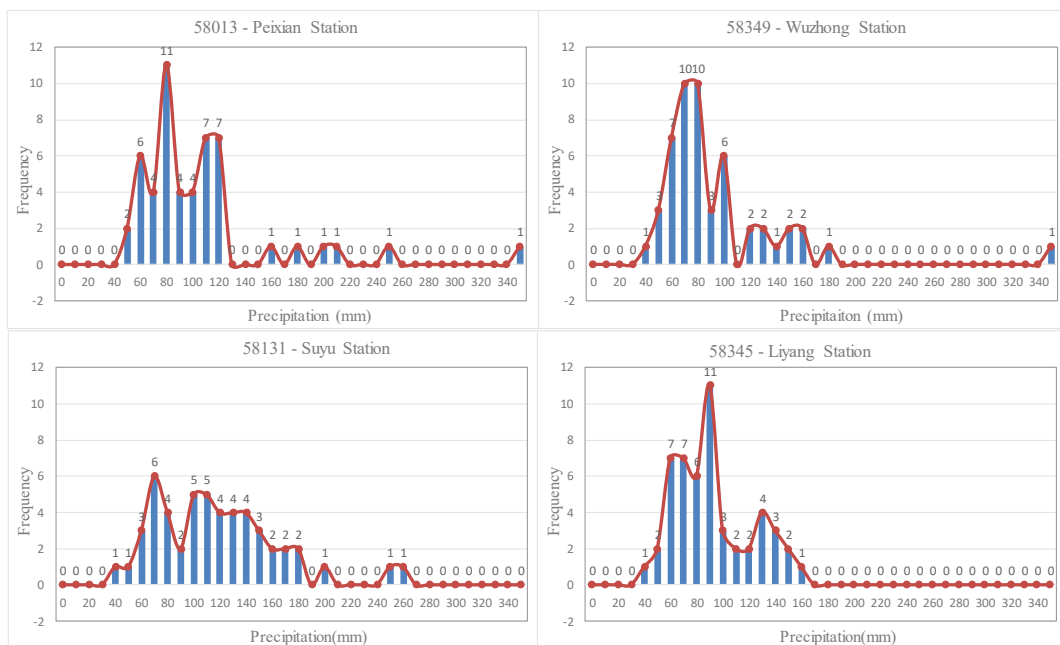 58013 - Peixian Station
Frequency
12
10
8
6
4
2
0
-2
0 0 0 0 0 2 6 4 11 4 4 7 7 0 0 0 1 0 1 0 1 1 0 0 0 1 0 0 0 0 0 0 0 0 0 1
0 20 40 60 80 100 120 140 160 180 200 220 240 260 280 300 320 340
Precipitation (mm)
58349 - Wuzhong Station
Frequency
12
10
8
6
4
2
0
-2
0 0 0 0 1 3 7 10 10 3 6 0 2 2 1 2 2 0 1 0 0 0 0 0 0 0 0 0 0 0 0 0 0 0 0 1
0 20 40 60 80 100 120 140 160 180 200 220 240 260 280 300 320 340
Precipitaiton (mm)
58131 - Suyu Station
Frequency
12
10
8
6
4
2
0
-2
0 0 0 0 1 1 3 6 4 2 5 5 4 4 4 3 2 2 2 0 1 0 0 0 0 1 1 0 0 0 0 0 0 0 0 0
0 20 40 60 80 100 120 140 160 180 200 220 240 260 280 300 320 340
Precipitation(mm)
58345 - Liyang Station
Frequency
12
10
8
6
4
2
0
-2
0 0 0 0 1 2 7 7 6 11 3 2 2 4 3 2 1 0 0 0 0 0 0 0 0 0 0 0 0 0 0 0 0 0 0 0
0 20 40 60 80 100 120 140 160 180 200 220 240 260 280 300 320 340
Precipitation(mm)